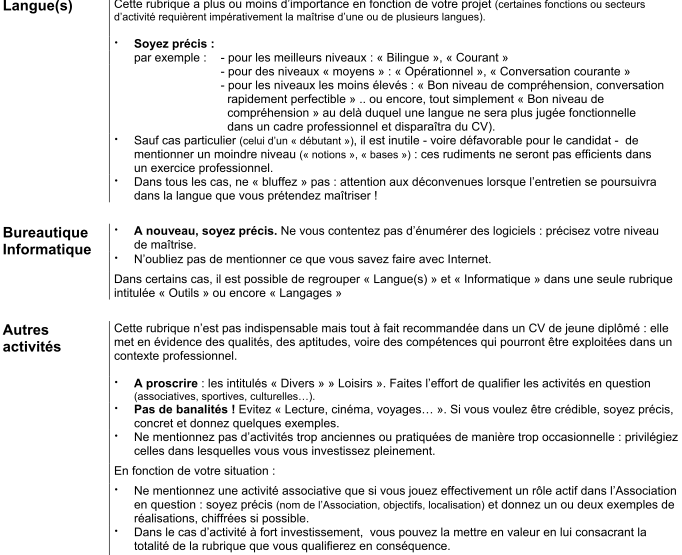 Langue(s)
Cette rubrique a plus ou moins d'importance en fonction de votre projet (certaines fonctions ou secteurs
d'activité requièrent impérativement la maîtrise d'une ou de plusieurs langues).
· Soyez précis :
par exemple : - pour les meilleurs niveaux : « Bilingue », « Courant »
- pour des niveaux « moyens » : « Opérationnel », « Conversation courante »
- pour les niveaux les moins élevés : « Bon niveau de compréhension, conversation
rapidement perfectible » .. ou encore, tout simplement « Bon niveau de
compréhension » au delà duquel une langue ne sera plus jugée fonctionnelle
dans un cadre professionnel et disparaîtra du CV).
· Sauf cas particulier (celui d'un « débutant »), il est inutile - voire défavorable pour le candidat - de
mentionner un moindre niveau (« notions », « bases ») : ces rudiments ne seront pas efficients dans
un exercice professionnel.
· Dans tous les cas, ne « bluffez » pas : attention aux déconvenues lorsque l'entretien se poursuivra
dans la langue que vous prétendez maîtriser !
Bureautique
Informatique
· A nouveau, soyez précis. Ne vous contentez pas d'énumérer des logiciels : précisez votre niveau
de maîtrise.
· N'oubliez pas de mentionner ce que vous savez faire avec Internet.
Dans certains cas, il est possible de regrouper « Langue(s) » et « Informatique » dans une seule rubrique
intitulée « Outils » ou encore « Langages »
Autres
activités
Cette rubrique n'est pas indispensable mais tout à fait recommandée dans un CV de jeune diplômé : elle
met en évidence des qualités, des aptitudes, voire des compétences qui pourront être exploitées dans un
contexte professionnel.
· A proscrire : les intitulés « Divers » » Loisirs ». Faites l'effort de qualifier les activités en question
(associatives, sportives, culturelles…).
· Pas de banalités ! Evitez « Lecture, cinéma, voyages… ». Si vous voulez être crédible, soyez précis,
concret et donnez quelques exemples.
· Ne mentionnez pas d'activités trop anciennes ou pratiquées de manière trop occasionnelle : privilégiez
celles dans lesquelles vous vous investissez pleinement.
En fonction de votre situation :
· Ne mentionnez une activité associative que si vous jouez effectivement un rôle actif dans l'Association
en question : soyez précis (nom de l'Association, objectifs, localisation) et donnez un ou deux exemples de
réalisations, chiffrées si possible.
· Dans le cas d'activité à fort investissement, vous pouvez la mettre en valeur en lui consacrant la
totalité de la rubrique que vous qualifierez en conséquence.